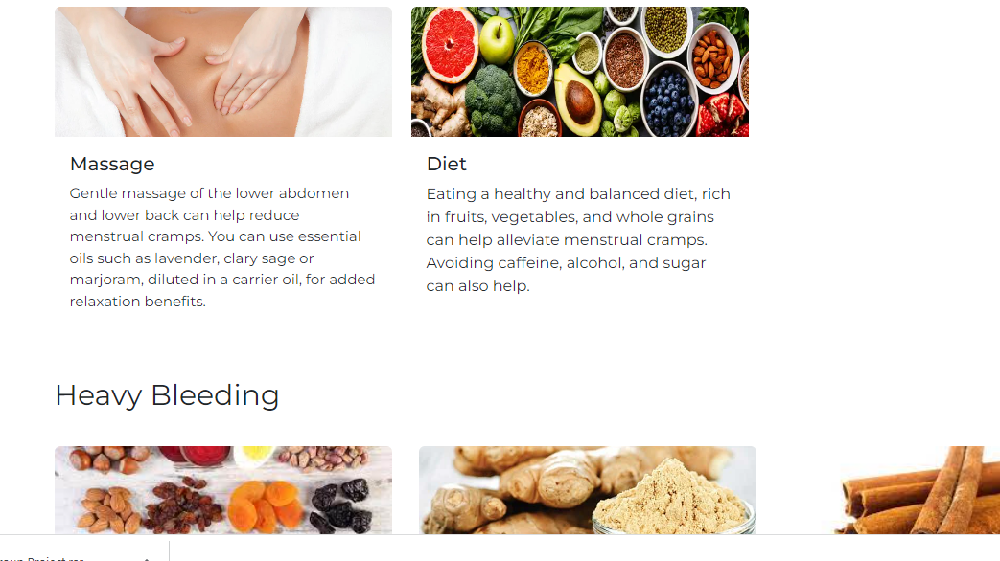 Massage
Gentle massage of the lower abdomen
and lower back can help reduce
menstrual cramps. You can use essential
oils such as lavender, clary sage or
marjoram, diluted in a carrier oil, for added
relaxation benefits.
Diet
Eating a healthy and balanced diet, rich
in fruits, vegetables, and whole grains
can help alleviate menstrual cramps.
Avoiding caffeine, alcohol, and sugar
can also help.
Heavy Bleeding